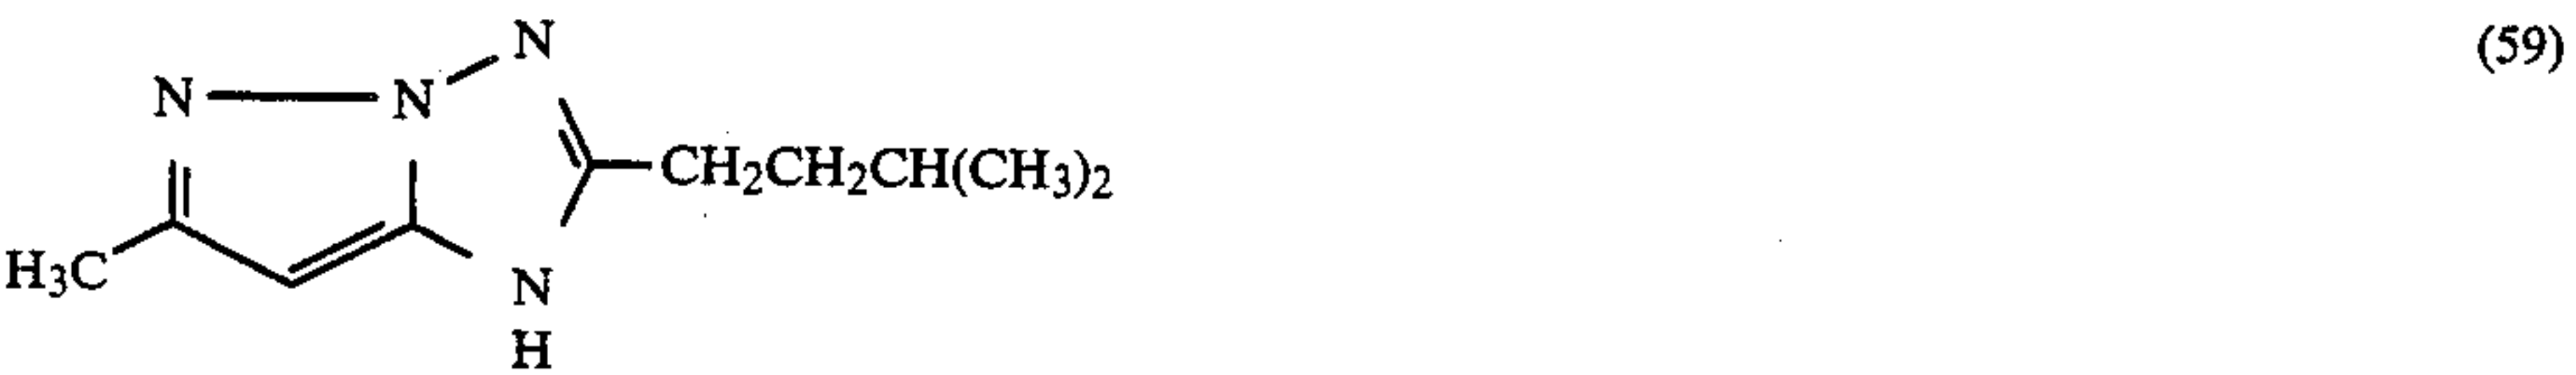 N (59)
N N
CH₂CH₂CH(CH₃)₂
H₃C N
H